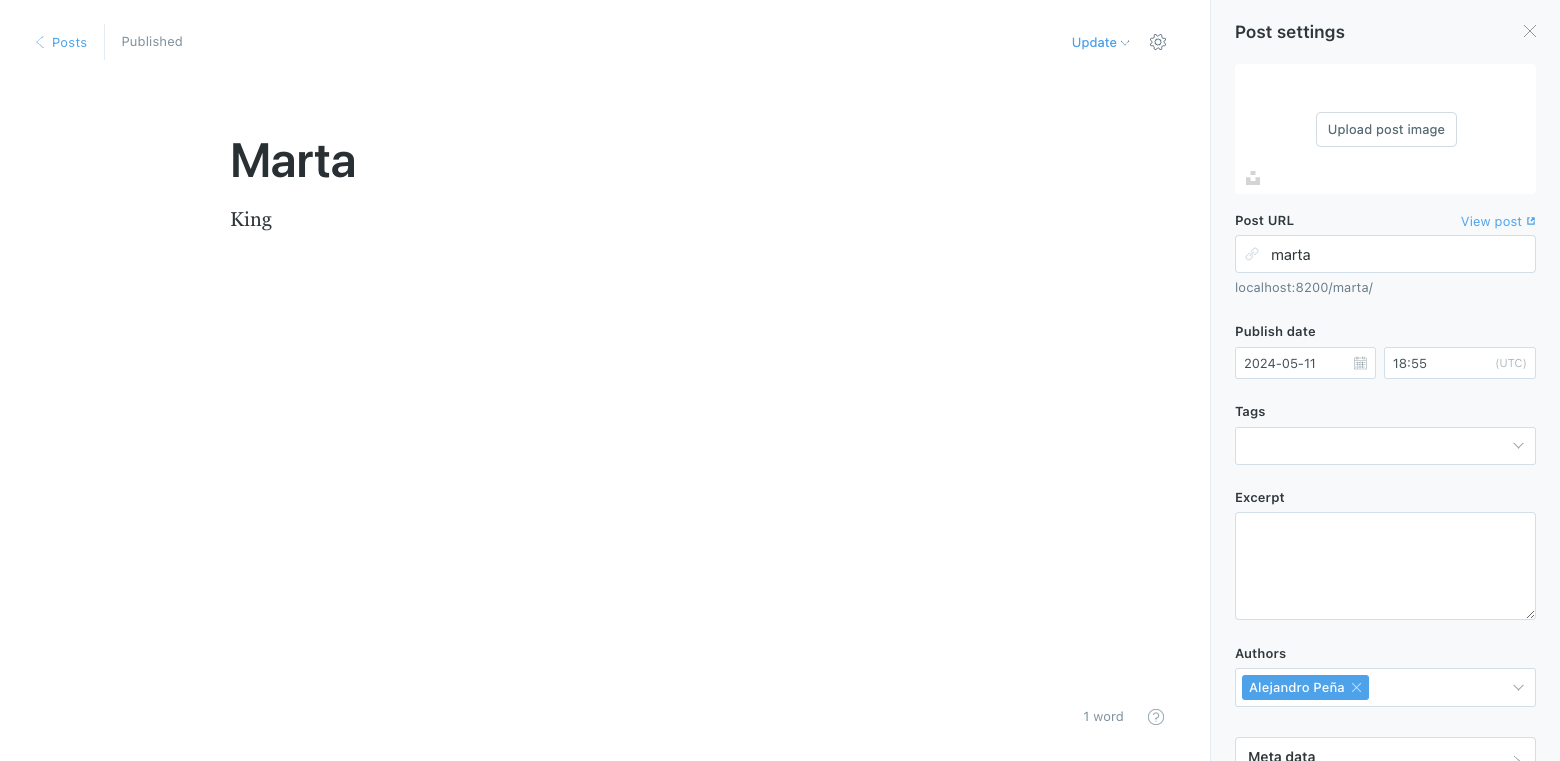 Posts
Published
Update
Marta
King
1 word
Post settings
Upload post image
Post URL
View post
marta
localhost:8200/marta/
Publish date
2024-05-11
18:55
(UTC)
Tags
Excerpt
Authors
Alejandro Peña
Meta data